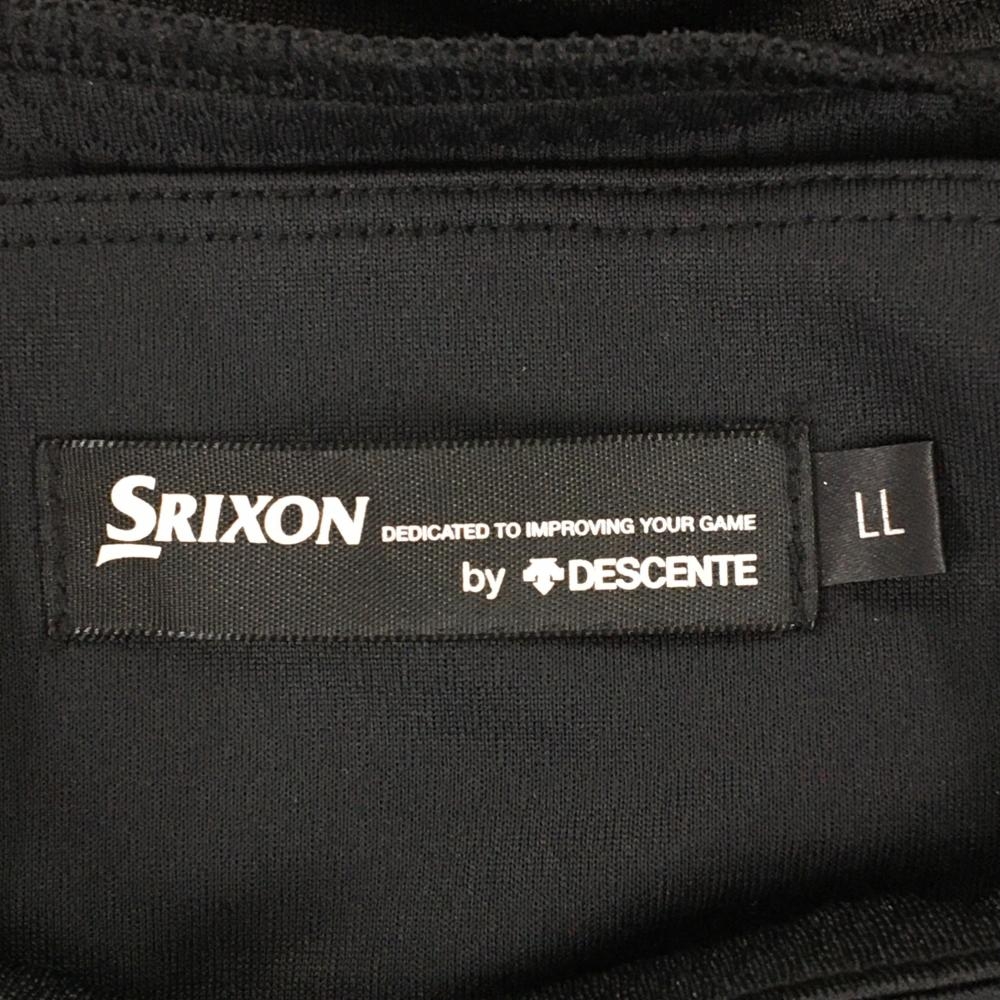 SRIXON DEDICATED TO IMPROVING YOUR GAME
by DESCENTE
LL